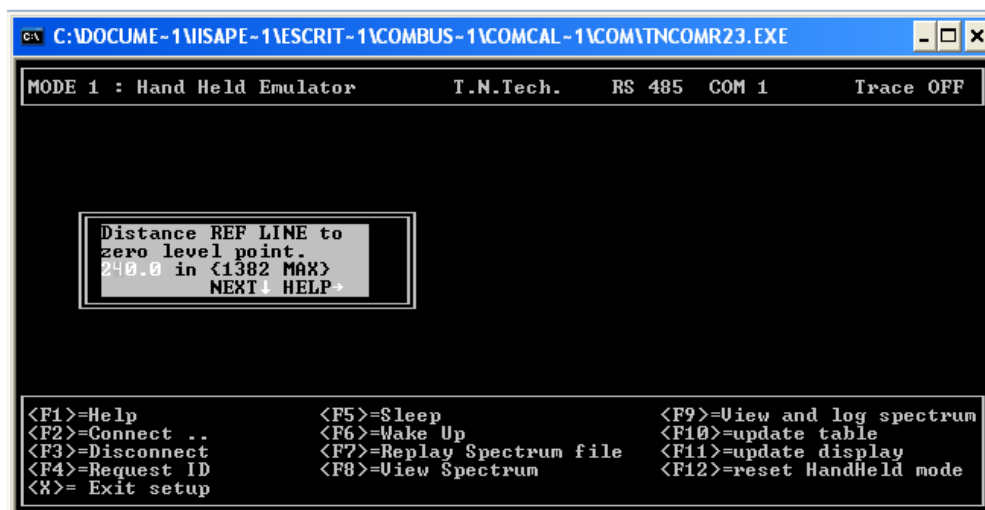 C:\DOCUME~1\IISAPE~1\ESCRIT~1\COMBUS~1\COMCAL~1\COM\TNCOMR23.EXE
MODE 1 : Hand Held Emulator T.N.Tech. RS 485 COM 1 Trace OFF
Distance REF LINE to
zero level point.
240.0 in <1382 MAX>
NEXT↓ HELP→
<F1>=Help <F5>=Sleep <F9>=View and log spectrum
<F2>=Connect .. <F6>=Wake Up <F10>=update table
<F3>=Disconnect <F7>=Replay Spectrum file <F11>=update display
<F4>=Request ID <F8>=View Spectrum <F12>=reset HandHeld mode
<X>= Exit setup